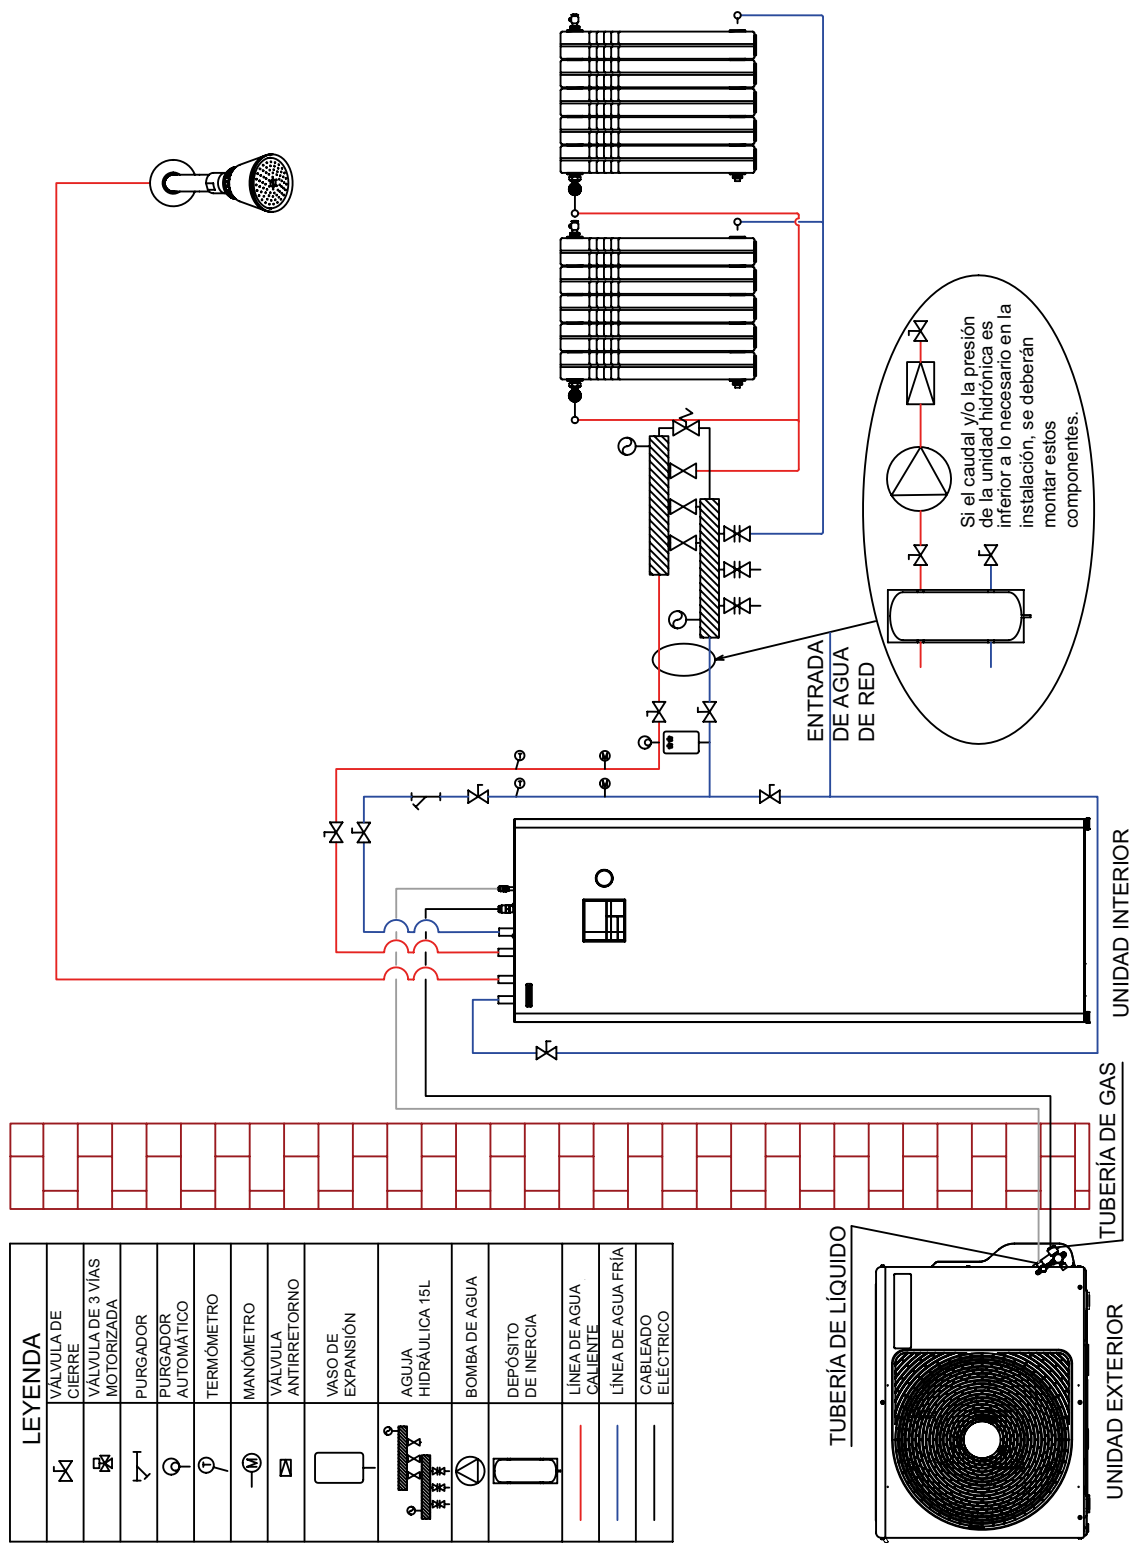 LEYENDA
VÁLVULA DE
CIERRE
VÁLVULA DE 3 VÍAS
MOTORIZADA
PURGADOR
PURGADOR
AUTOMÁTICO
T
TERMÓMETRO
M
MANÓMETRO
VÁLVULA
ANTIRRETORNO
VASO DE
EXPANSIÓN
AGUJA
HIDRÁULICA 15L
BOMBA DE AGUA
DEPÓSITO
DE INERCIA
LÍNEA DE AGUA
CALIENTE
LÍNEA DE AGUA FRÍA
CABLEADO
ELÉCTRICO
TUBERÍA DE LÍQUIDO
TUBERÍA DE GAS
UNIDAD EXTERIOR
UNIDAD INTERIOR
T
T
M
M
ENTRADA
DE AGUA
DE RED
Si el caudal y/o la presión
de la unidad hidrónica es
inferior a lo necesario en la
instalación, se deberán
montar estos
componentes.